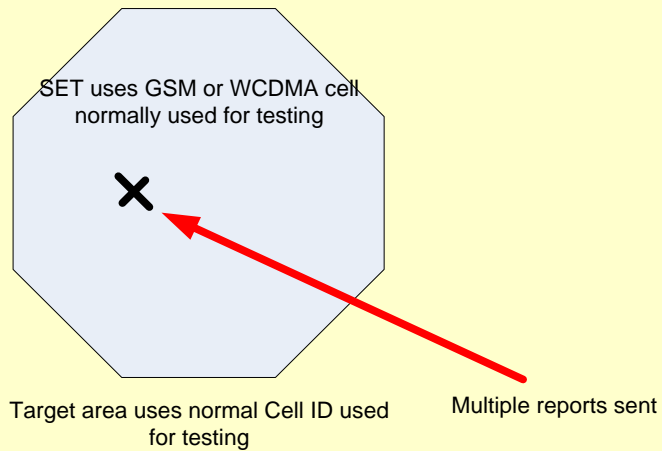 SET uses GSM or WCDMA cell
normally used for testing
Target area uses normal Cell ID used
for testing
Multiple reports sent